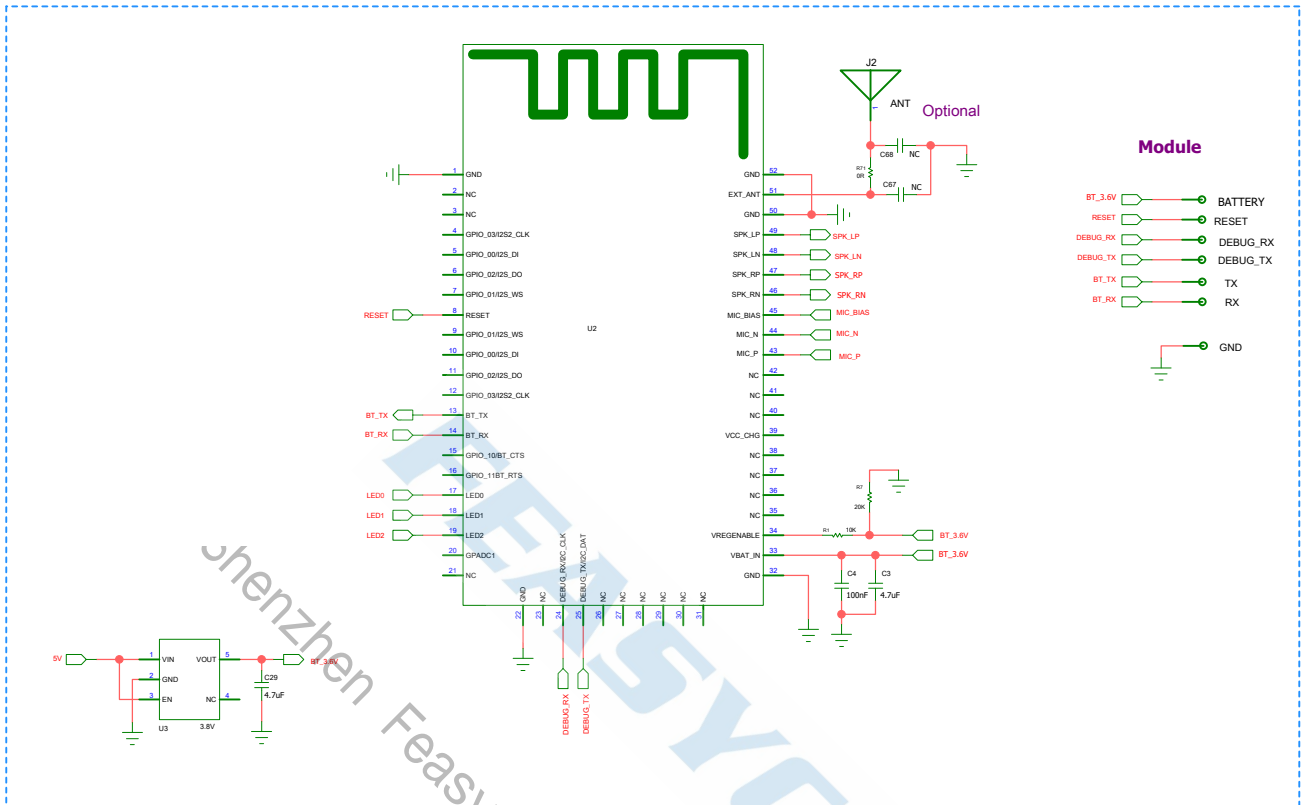 J2
1
ANT
Optional
C68
NC
R71
0R
C67
NC
Module
BT_3.6V
BATTERY
RESET
RESET
DEBUG_RX
DEBUG_RX
DEBUG_TX
DEBUG_TX
BT_TX
TX
BT_RX
RX
GND
1 GND
2 NC
3 NC
4 GPIO_03/I2S2_CLK
5 GPIO_00/I2S_DI
6 GPIO_02/I2S_DO
7 GPIO_01/I2S_WS
RESET 8 RESET
9 GPIO_01/I2S_WS
10 GPIO_00/I2S_DI
11 GPIO_02/I2S_DO
12 GPIO_03/I2S2_CLK
BT_TX 13 BT_TX
BT_RX 14 BT_RX
15 GPIO_10/BT_CTS
16 GPIO_11BT_RTS
LED0 17 LED0
LED1 18 LED1
LED2 19 LED2
20 GPADC1
21 NC
U2
GND 52
EXT_ANT 51
GND 50
SPK_LP 49 SPK_LP
SPK_LN 48 SPK_LN
SPK_RP 47 SPK_RP
SPK_RN 46 SPK_RN
MIC_BIAS 45 MIC_BIAS
MIC_N 44 MIC_N
MIC_P 43 MIC_P
NC 42
NC 41
NC 40
VCC_CHG 39
NC 38
NC 37
NC 36
NC 35
VREGENABLE 34
VBAT_IN 33
GND 32
R7
20K
R1
10K
BT_3.6V
BT_3.6V
C4
100nF
C3
4.7uF
GND 22
NC 23
DEBUG_RX/I2C_CLK 24
DEBUG_TX/I2C_DAT 25
NC 26
NC 27
NC 28
NC 29
NC 30
NC 31
DEBUG_RX
DEBUG_TX
5V
1 VIN
2 GND
3 EN
VOUT 5
NC 4
U3
3.8V
BT_3.6V
C29
4.7uF
Shenzhen Feasy
FEASYC